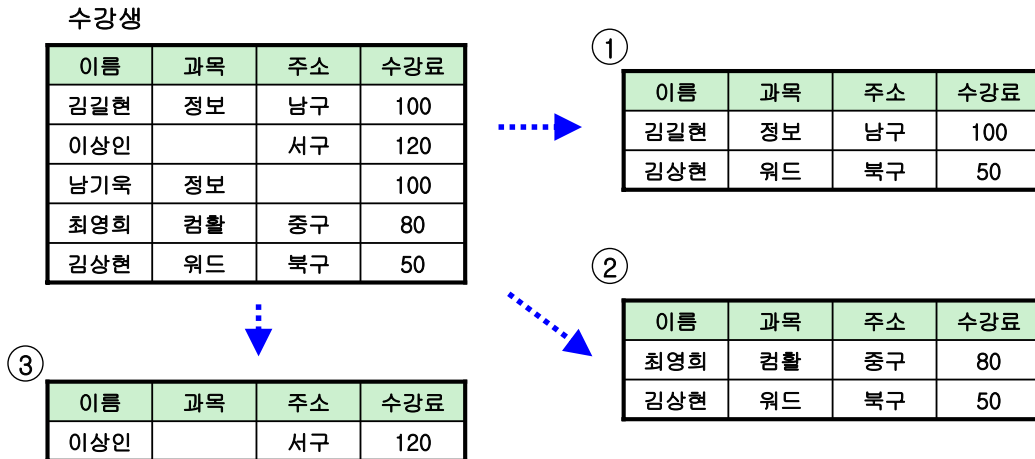 수강생
이름 과목 주소 수강료
김길현 정보 남구 100
이상인 서구 120
남기욱 정보 100
최영희 컴활 중구 80
김상현 워드 북구 50
①
이름 과목 주소 수강료
김길현 정보 남구 100
김상현 워드 북구 50
②
이름 과목 주소 수강료
최영희 컴활 중구 80
김상현 워드 북구 50
③
이름 과목 주소 수강료
이상인 서구 120